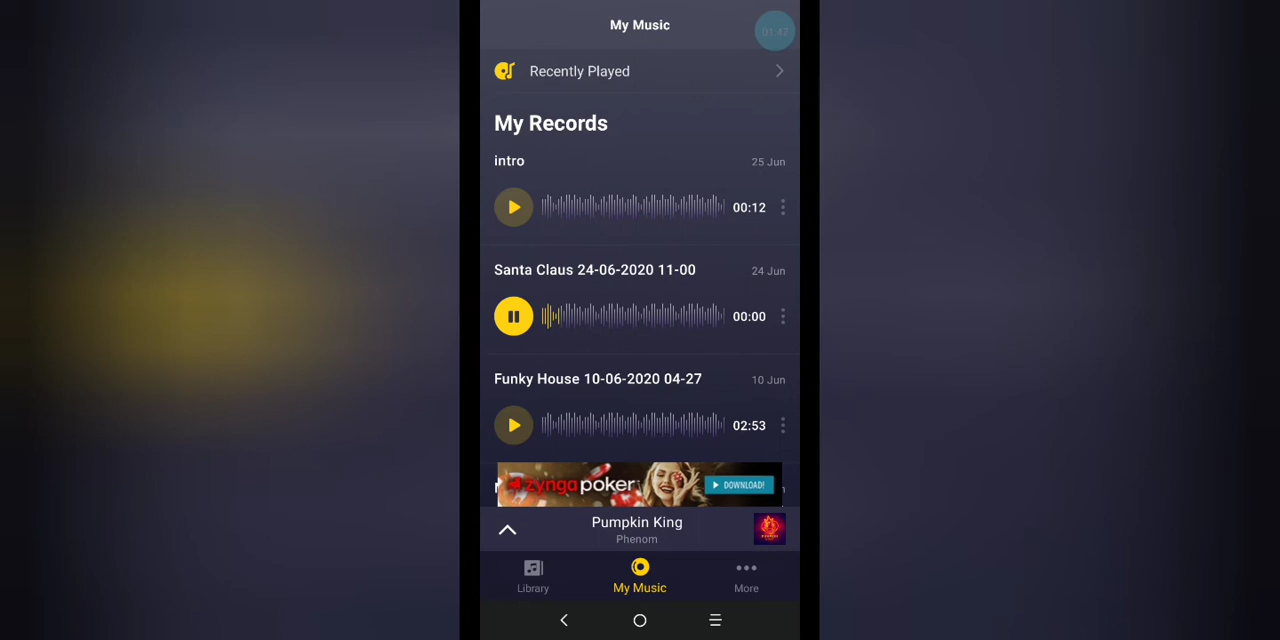 My Music
01:47
Recently Played
My Records
intro
25 Jun
00:12
Santa Claus 24-06-2020 11-00
24 Jun
00:00
Funky House 10-06-2020 04-27
10 Jun
02:53
zynga poker
DOWNLOAD!
Pumpkin King
Phenom
Library
My Music
More